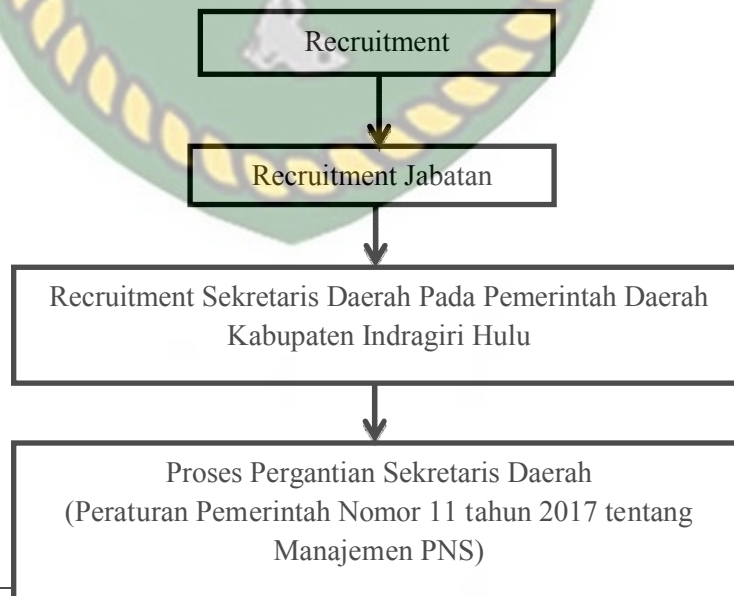 Recruitment
Recruitment Jabatan
Recruitment Sekretaris Daerah Pada Pemerintah Daerah
Kabupaten Indragiri Hulu
Proses Pergantian Sekretaris Daerah
(Peraturan Pemerintah Nomor 11 tahun 2017 tentang
Manajemen PNS)